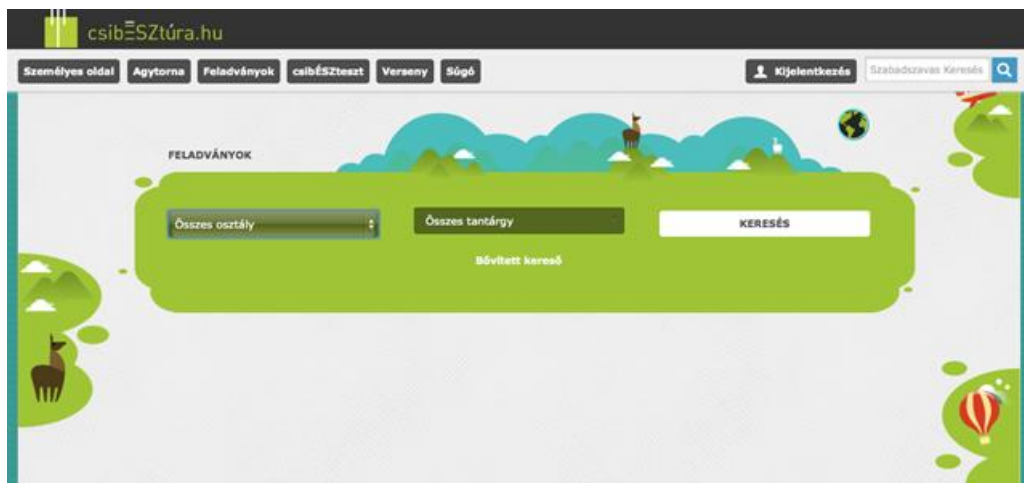 csibĒSZtúra.hu
Személyes oldal Agytorna Feladványok csibÉSZteszt Verseny Súgó Kijelentkezés Szabadszavas Keresés
FELADVÁNYOK
Összes osztály Összes tantárgy KERESÉS
Bővített kereső